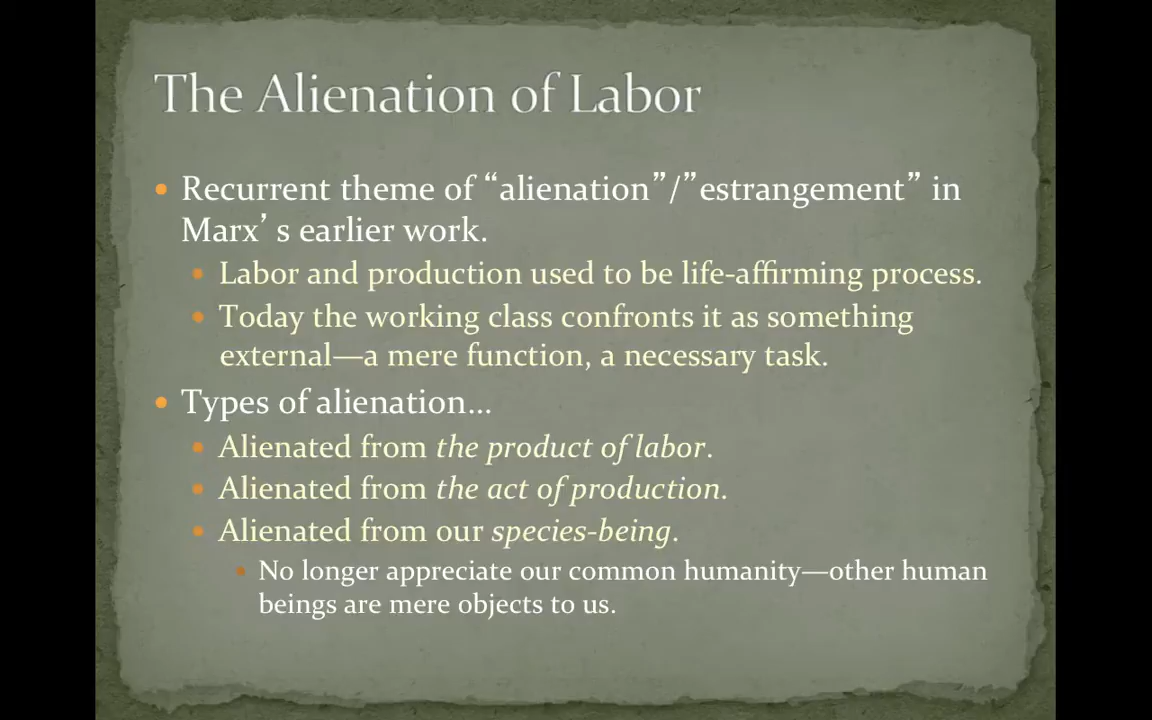 The Alienation of Labor
• Recurrent theme of “alienation”/”estrangement” in
Marx’ s earlier work.
• Labor and production used to be life-affirming process.
• Today the working class confronts it as something
external—a mere function, a necessary task.
• Types of alienation…
• Alienated from the product of labor.
• Alienated from the act of production.
• Alienated from our species-being.
• No longer appreciate our common humanity—other human
beings are mere objects to us.